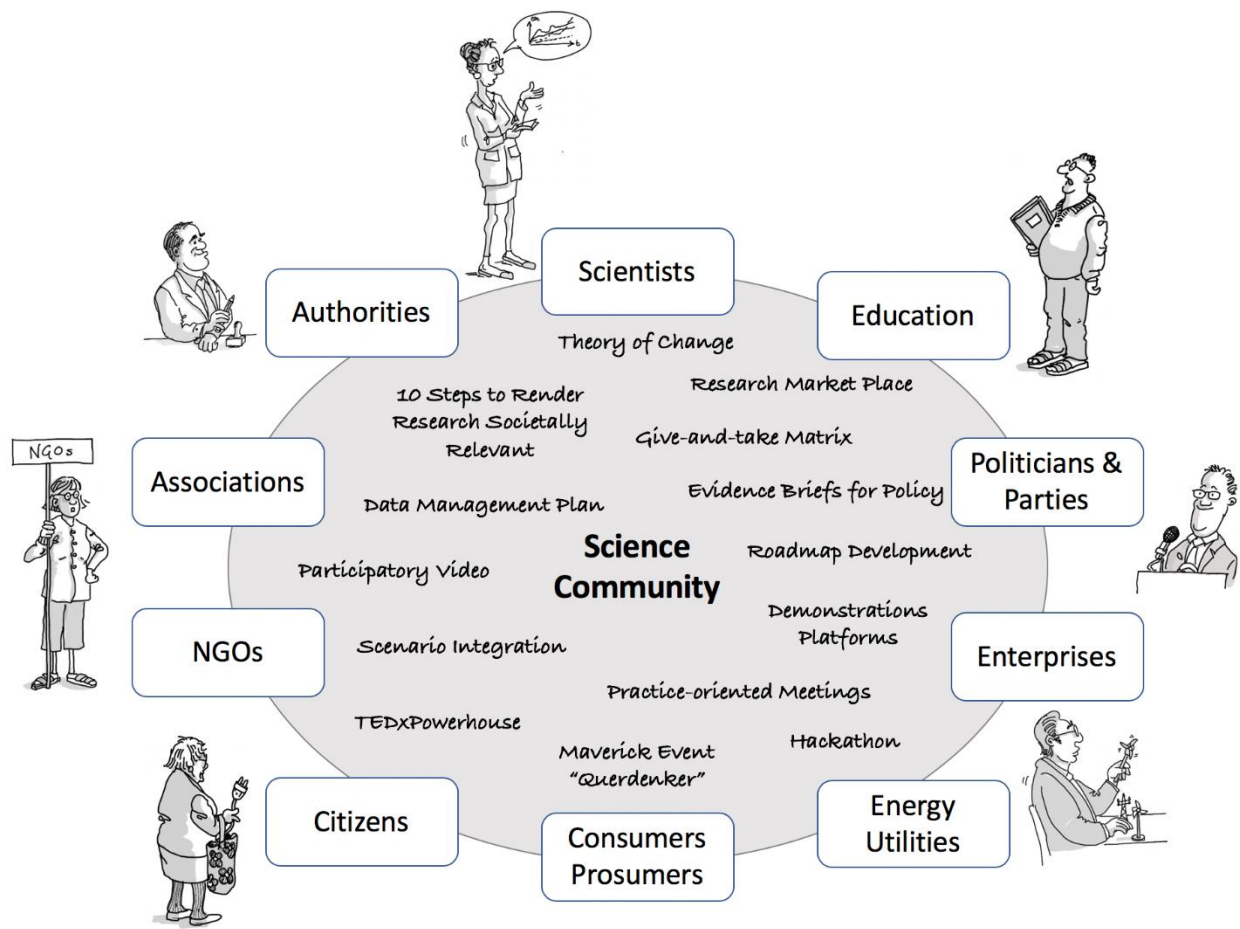 Scientists
Authorities
Education
Theory of Change
Research Market Place
10 Steps to Render
Research Societally
Relevant
Give-and-take Matrix
NGOs
Associations
Politicians &
Parties
Evidence Briefs for Policy
Data Management Plan
Science
Community
Roadmap Development
Participatory Video
Demonstrations
Platforms
NGOs
Scenario Integration
Enterprises
Practice-oriented Meetings
TEDxPowerhouse
Maverick Event
"Querdenker"
Hackathon
Citizens
Consumers
Prosumers
Energy
Utilities